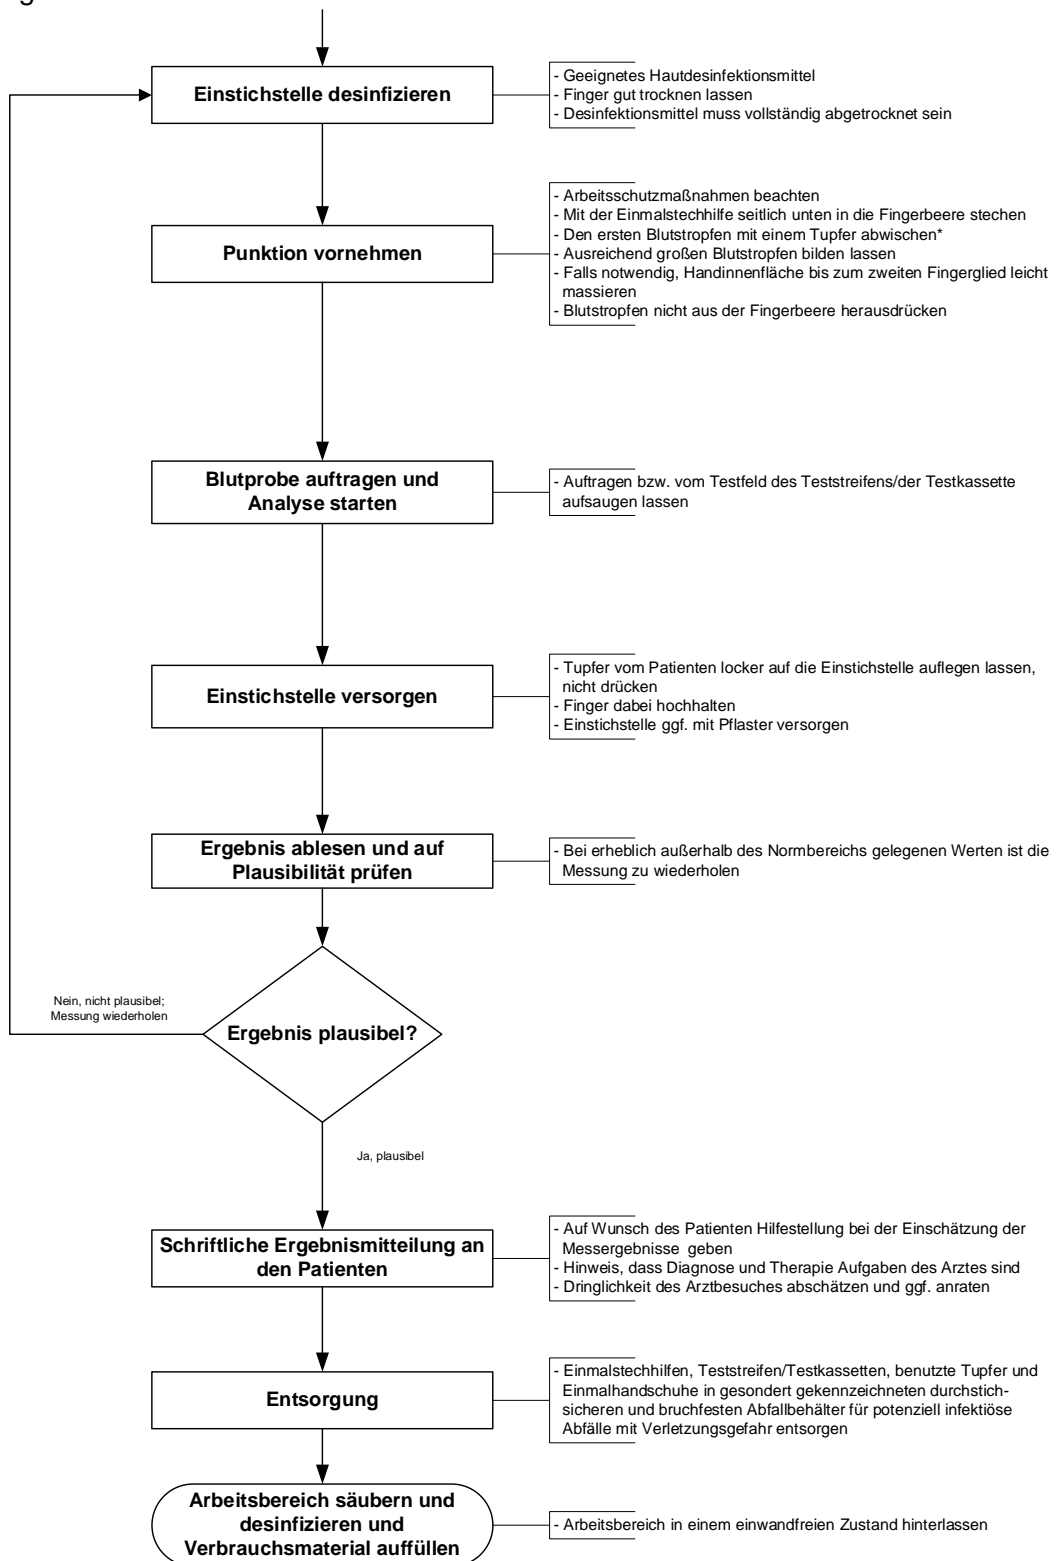 g
Einstichstelle desinfizieren
- Geeignetes Hautdesinfektionsmittel
- Finger gut trocknen lassen
- Desinfektionsmittel muss vollständig abgetrocknet sein
Punktion vornehmen
- Arbeitsschutzmaßnahmen beachten
- Mit der Einmalstechhilfe seitlich unten in die Fingerbeere stechen
- Den ersten Blutstropfen mit einem Tupfer abwischen*
- Ausreichend großen Blutstropfen bilden lassen
- Falls notwendig, Handinnenfläche bis zum zweiten Fingerglied leicht
massieren
- Blutstropfen nicht aus der Fingerbeere herausdrücken
Blutprobe auftragen und
Analyse starten
- Auftragen bzw. vom Testfeld des Teststreifens/der Testkassette
aufsaugen lassen
Einstichstelle versorgen
- Tupfer vom Patienten locker auf die Einstichstelle auflegen lassen,
nicht drücken
- Finger dabei hochhalten
- Einstichstelle ggf. mit Pflaster versorgen
Ergebnis ablesen und auf
Plausibilität prüfen
- Bei erheblich außerhalb des Normbereichs gelegenen Werten ist die
Messung zu wiederholen
Nein, nicht plausibel;
Messung wiederholen
Ergebnis plausibel?
Ja, plausibel
Schriftliche Ergebnismitteilung an
den Patienten
- Auf Wunsch des Patienten Hilfestellung bei der Einschätzung der
Messergebnisse geben
- Hinweis, dass Diagnose und Therapie Aufgaben des Arztes sind
- Dringlichkeit des Arztbesuches abschätzen und ggf. anraten
Entsorgung
- Einmalstechhilfen, Teststreifen/Testkassetten, benutzte Tupfer und
Einmalhandschuhe in gesondert gekennzeichneten durchstich-
sicheren und bruchfesten Abfallbehälter für potenziell infektiöse
Abfälle mit Verletzungsgefahr entsorgen
Arbeitsbereich säubern und
desinfizieren und
Verbrauchsmaterial auffüllen
- Arbeitsbereich in einem einwandfreien Zustand hinterlassen